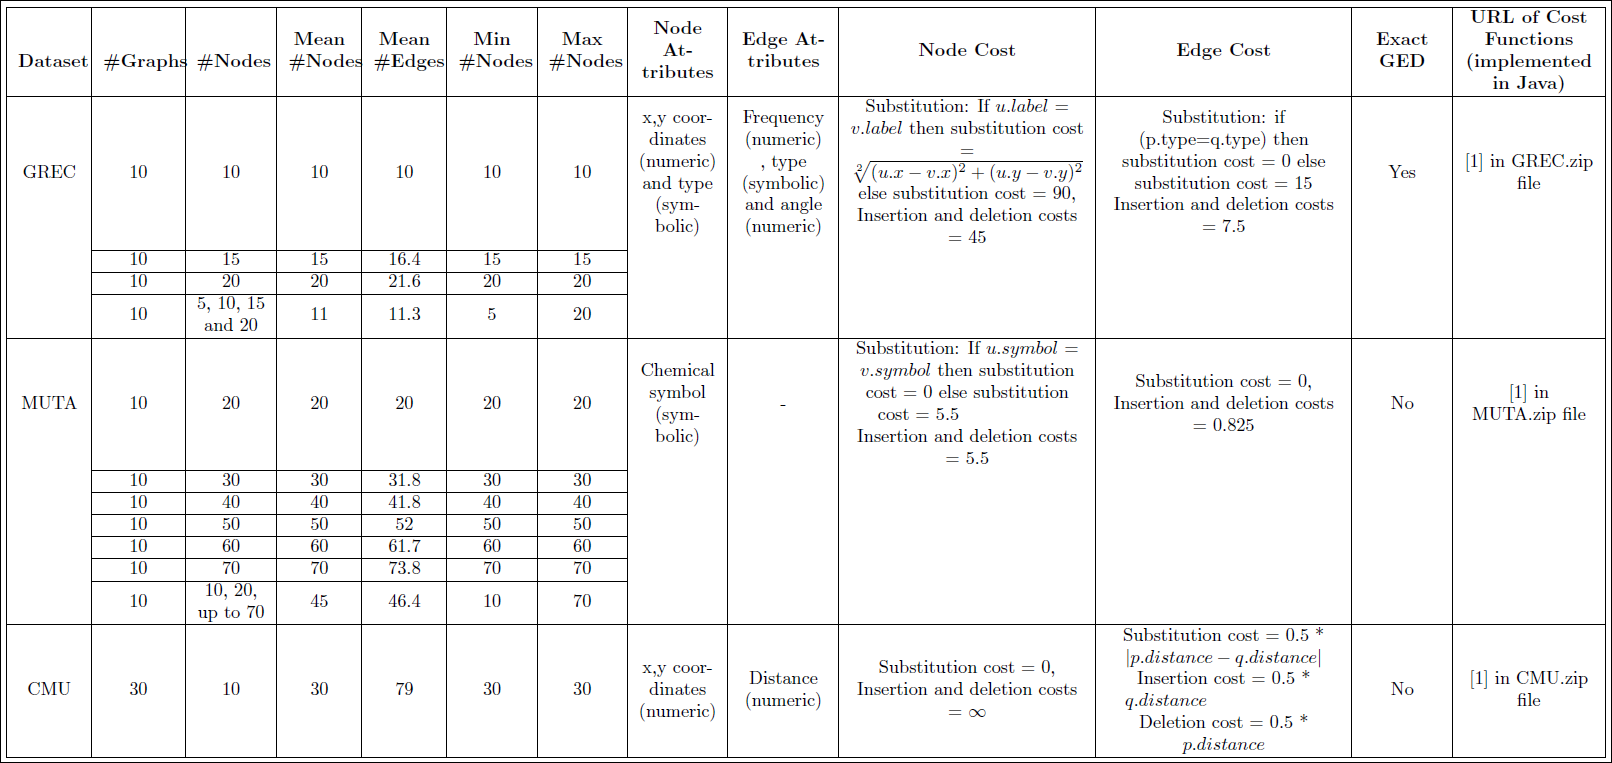 Dataset
#Graphs
#Nodes
Mean
#Nodes
Mean
#Edges
Min
#Nodes
Max
#Nodes
Node
At-
tributes
Edge At-
tributes
Node Cost
Edge Cost
Exact
GED
URL of Cost
Functions
(implemented
in Java)
GREC
10
10
10
10
10
10
x,y coor-
dinates
(numeric)
and type
(sym-
bolic)
Frequency
(numeric)
, type
(symbolic)
and angle
(numeric)
Substitution: If u.label =
v.label then substitution cost
=
²√(u.x − v.x)² + (u.y − v.y)²
else substitution cost = 90,
Insertion and deletion costs
= 45
Substitution: if
(p.type=q.type) then
substitution cost = 0 else
substitution cost = 15
Insertion and deletion costs
= 7.5
Yes
[1] in GREC.zip
file
10 15 15 16.4 15 15
10 20 20 21.6 20 20
10
5, 10, 15
and 20
11 11.3 5 20
MUTA
10
20
20
20
20
20
Chemical
symbol
(sym-
bolic)
-
Substitution: If u.symbol =
v.symbol then substitution
cost = 0 else substitution
cost = 5.5
Insertion and deletion costs
= 5.5
Substitution cost = 0,
Insertion and deletion costs
= 0.825
No
[1] in
MUTA.zip file
10 30 30 31.8 30 30
10 40 40 41.8 40 40
10 50 50 52 50 50
10 60 60 61.7 60 60
10 70 70 73.8 70 70
10
10, 20,
up to 70
45 46.4 10 70
CMU
30
10
30
79
30
30
x,y coor-
dinates
(numeric)
Distance
(numeric)
Substitution cost = 0,
Insertion and deletion costs
= ∞
Substitution cost = 0.5 *
|p.distance − q.distance|
Insertion cost = 0.5 *
q.distance
Deletion cost = 0.5 *
p.distance
No
[1] in CMU.zip
file